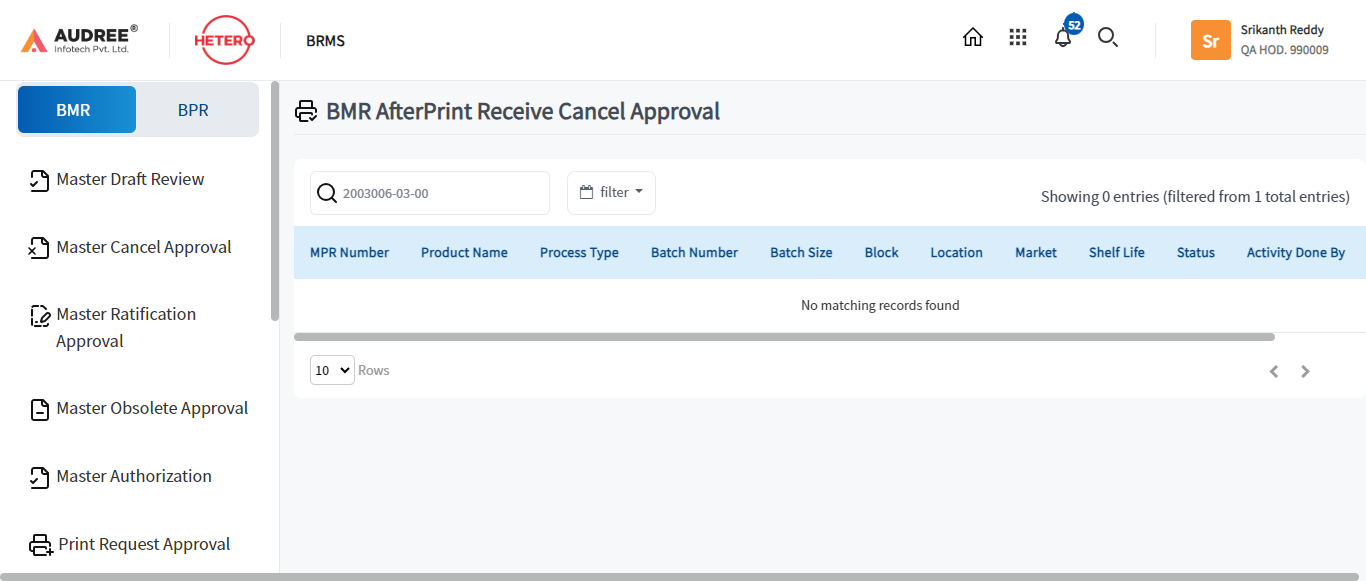 AUDREE®
Infotech Pvt. Ltd.
HETERO
BRMS
52
Sr
Srikanth Reddy
QA HOD. 990009
BMR
BPR
Master Draft Review
Master Cancel Approval
Master Ratification
Approval
Master Obsolete Approval
Master Authorization
Print Request Approval
BMR AfterPrint Receive Cancel Approval
2003006-03-00
filter
Showing 0 entries (filtered from 1 total entries)
MPR Number Product Name Process Type Batch Number Batch Size Block Location Market Shelf Life Status Activity Done By
No matching records found
10 Rows